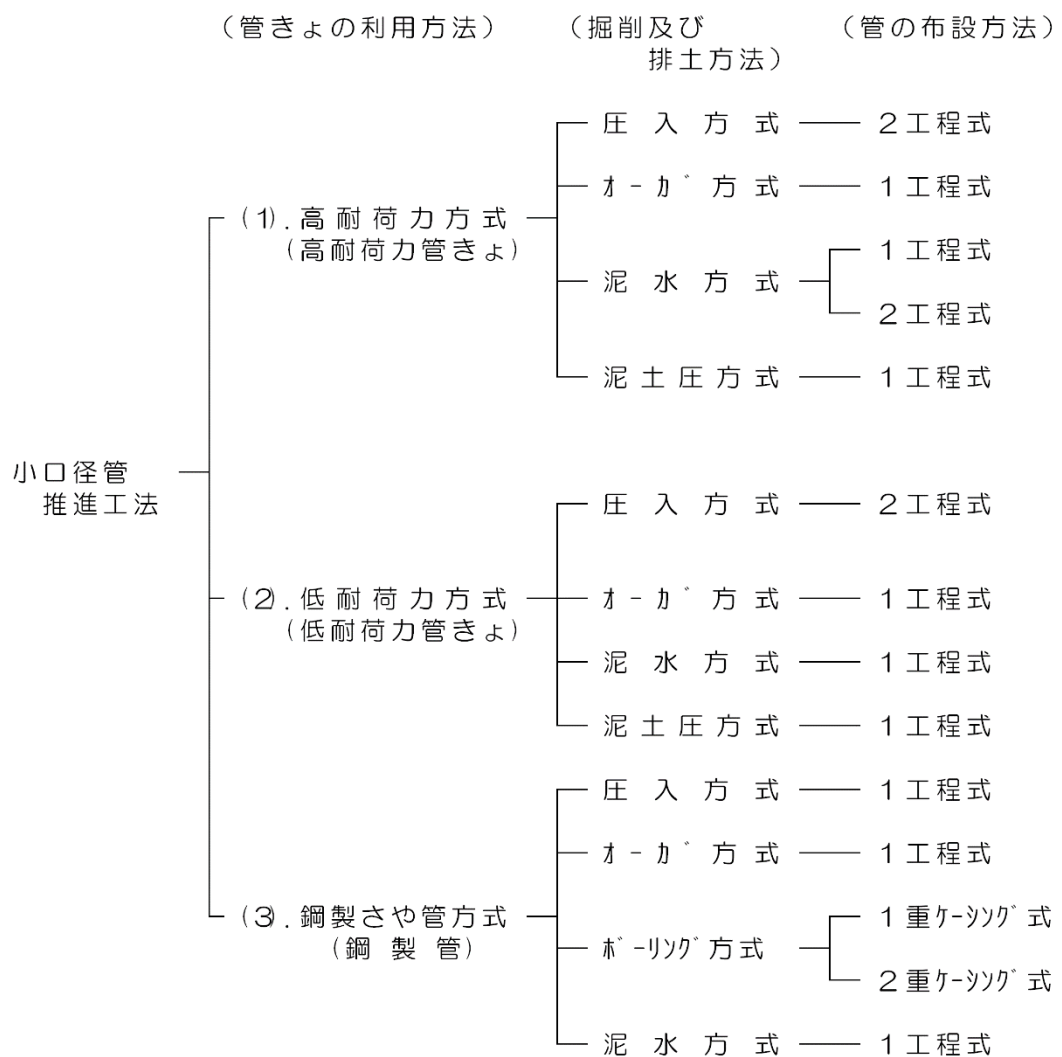 （管きょの利用方法） （掘削及び （管の布設方法）
排土方法）
圧入方式 2工程式
ｵｰｶﾞ方式 1工程式
(1).高耐荷力方式
(高耐荷力管きょ) 1工程式
泥水方式
2工程式
泥土圧方式 1工程式
小口径管
推進工法
圧入方式 2工程式
(2).低耐荷力方式 ｵｰｶﾞ方式 1工程式
(低耐荷力管きょ)
泥水方式 1工程式
泥土圧方式 1工程式
圧入方式 1工程式
ｵｰｶﾞ方式 1工程式
(3).鋼製さや管方式 1重ｹｰｼﾝｸﾞ式
(鋼製管) ﾎﾞｰﾘﾝｸﾞ方式
2重ｹｰｼﾝｸﾞ式
泥水方式 1工程式